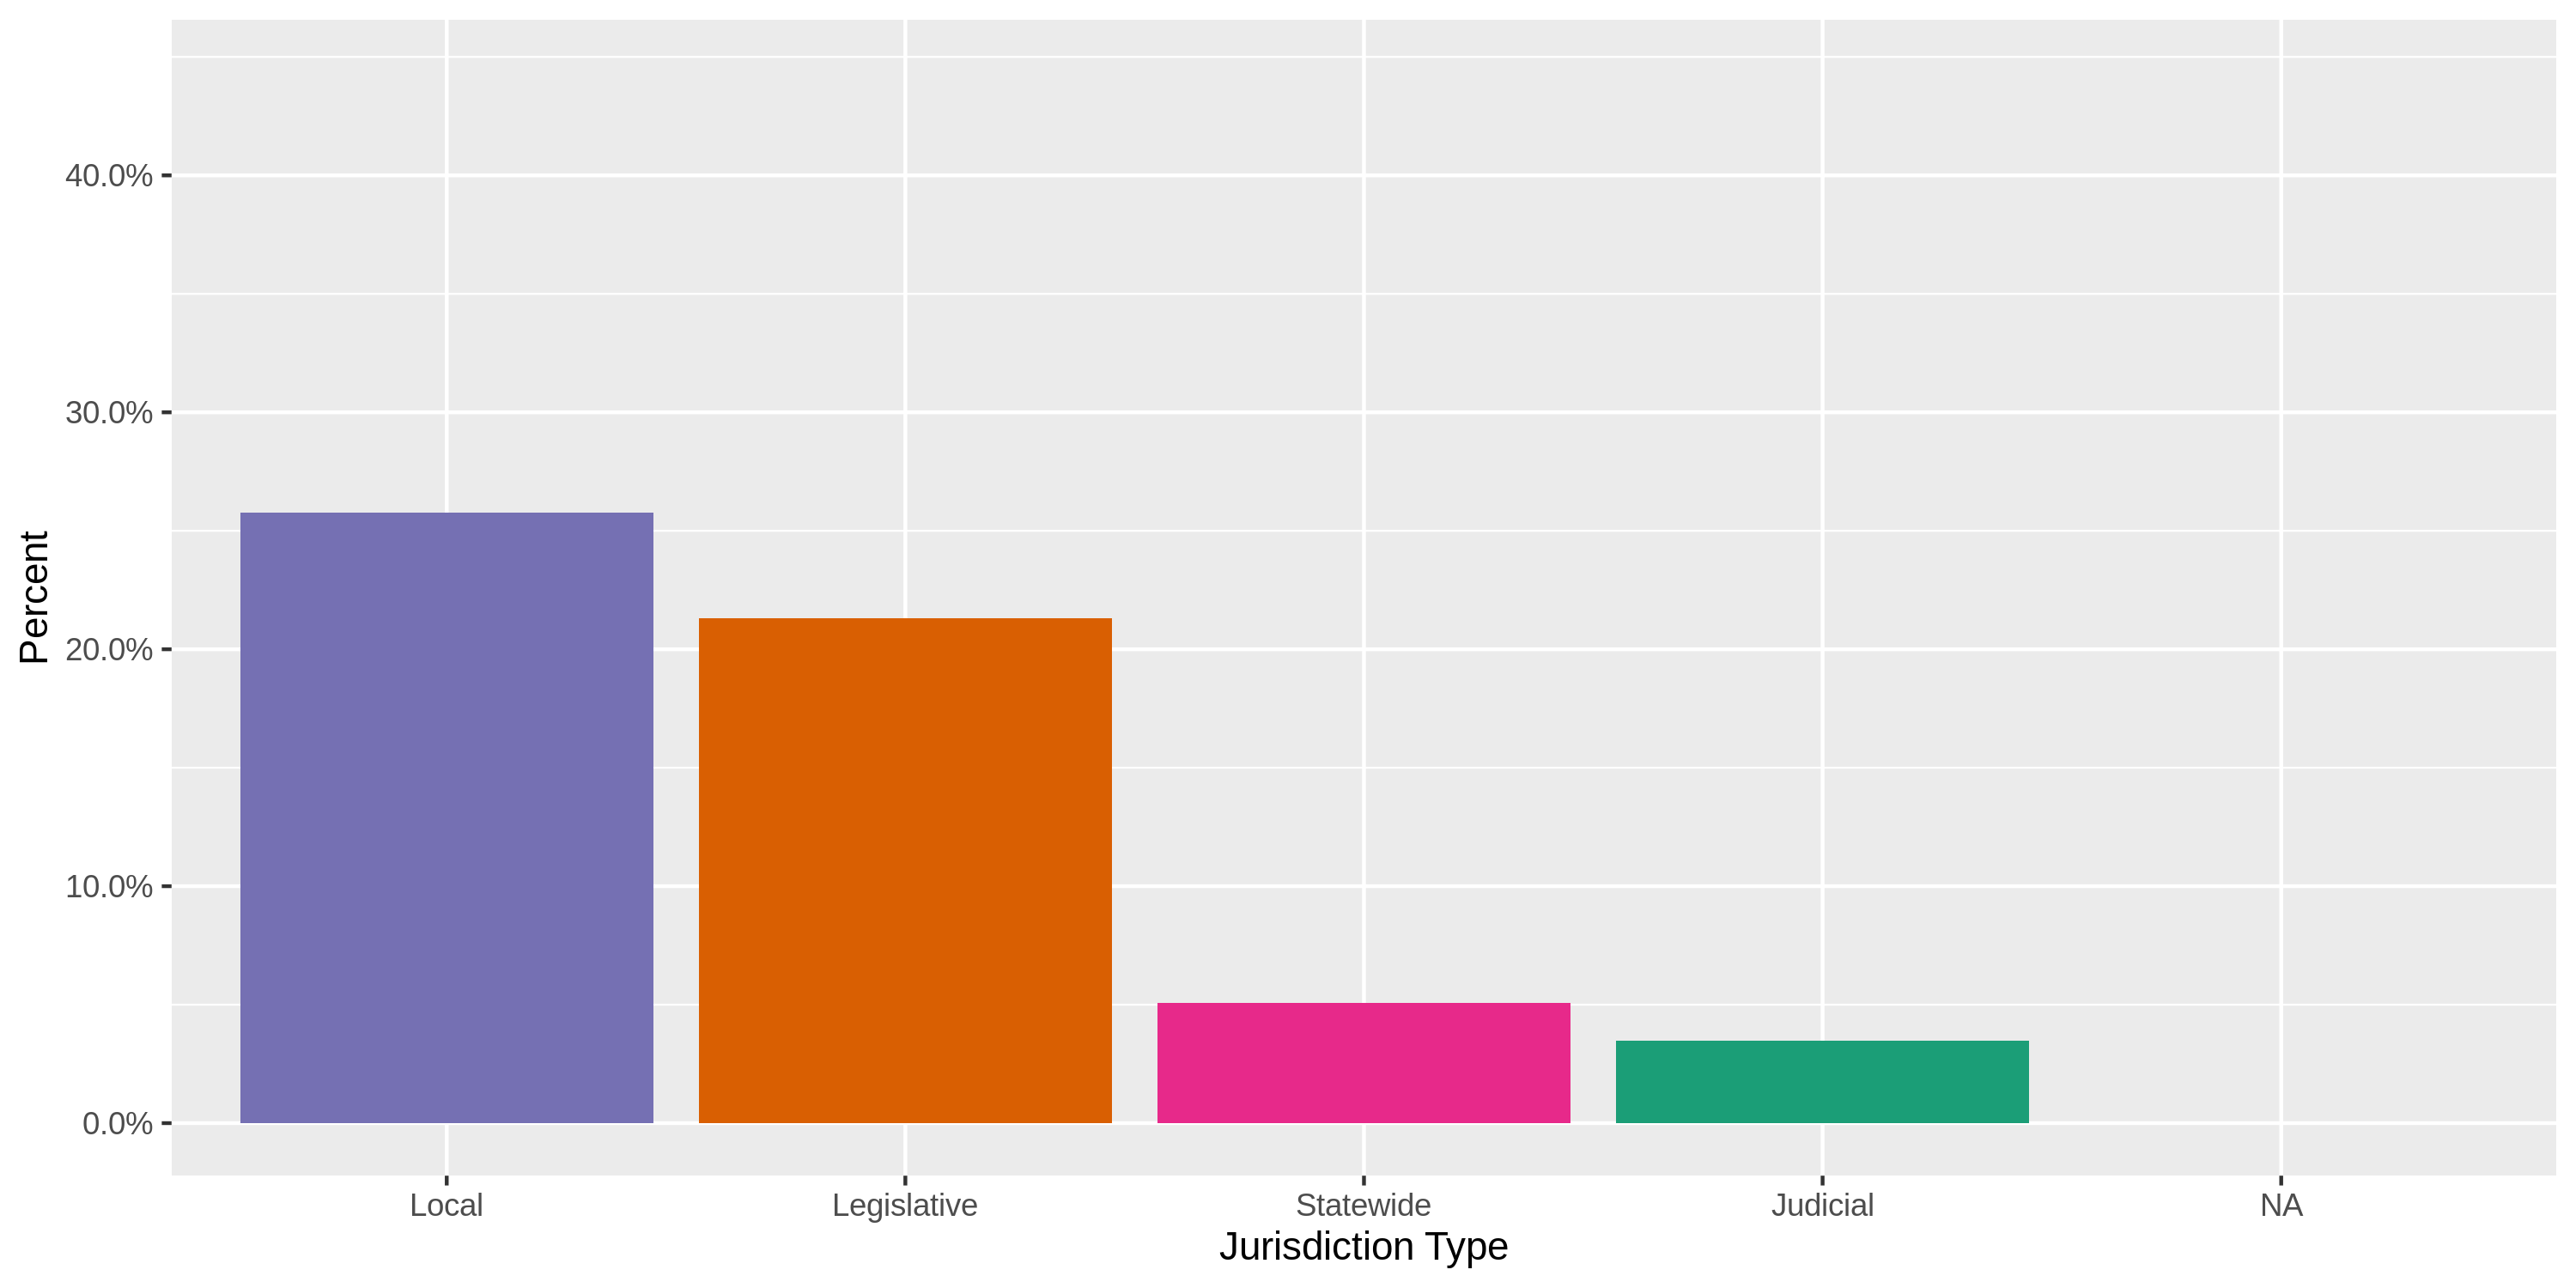 Percent
40.0%
30.0%
20.0%
10.0%
0.0%
Local Legislative Statewide Judicial NA
Jurisdiction Type